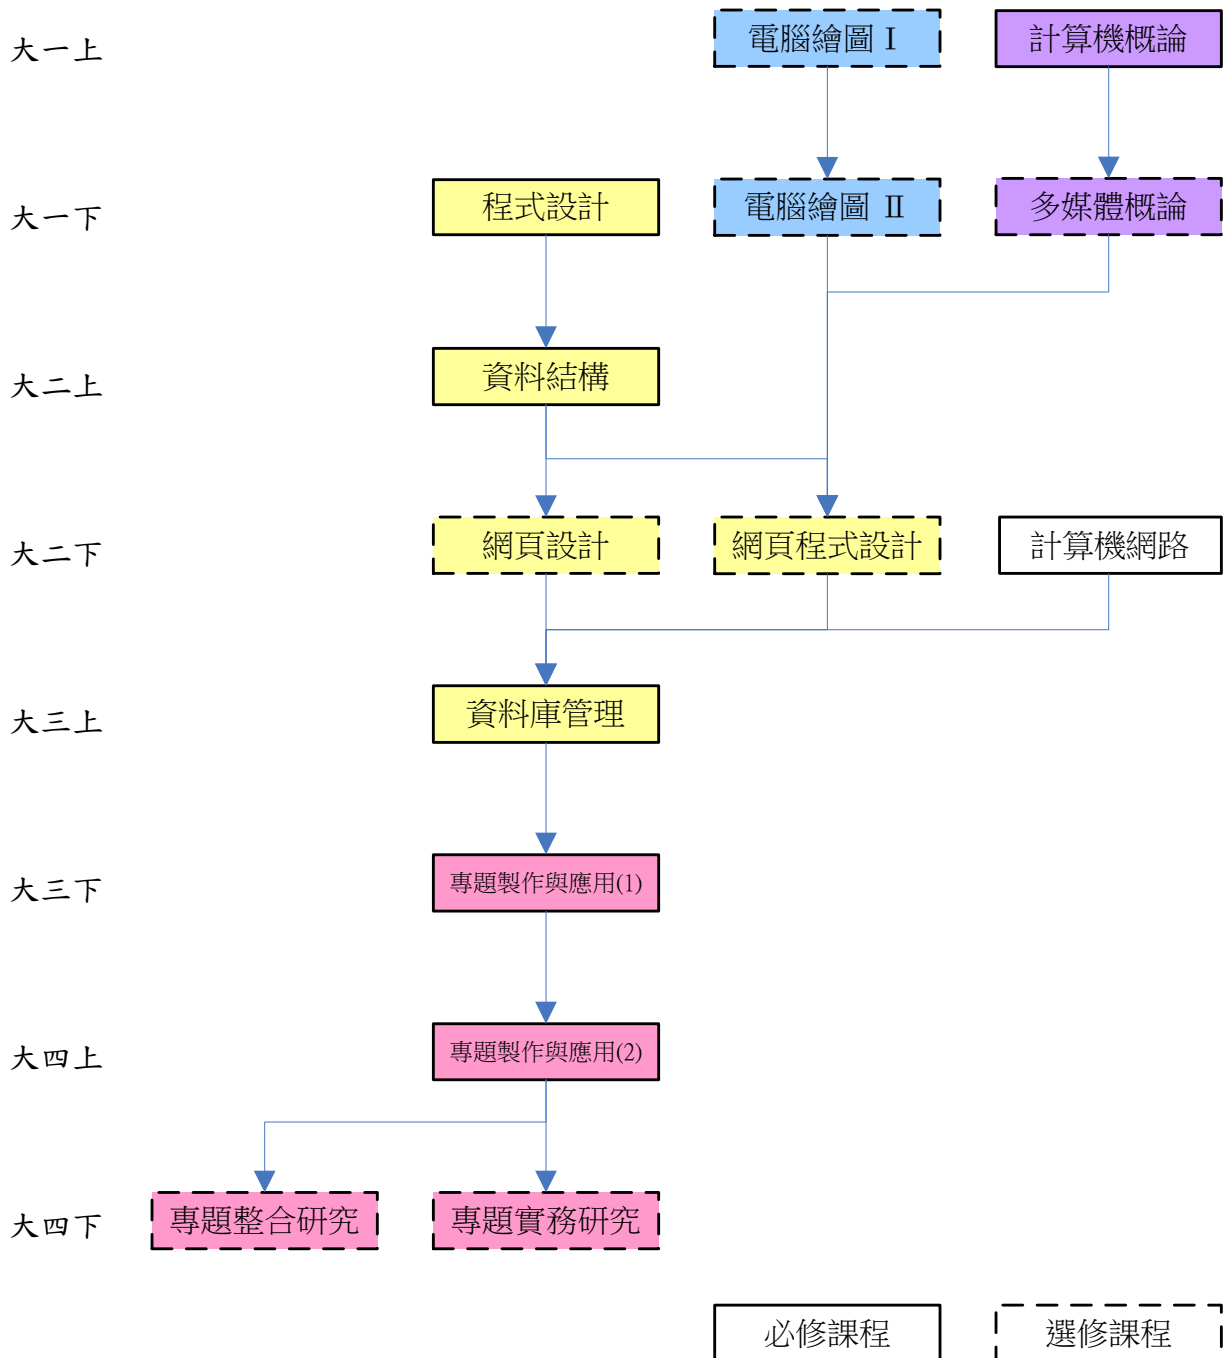 大一上
電腦繪圖 I
計算機概論
大一下
程式設計
電腦繪圖 II
多媒體概論
大二上
資料結構
大二下
網頁設計
網頁程式設計
計算機網路
大三上
資料庫管理
大三下
專題製作與應用(1)
大四上
專題製作與應用(2)
大四下
專題整合研究
專題實務研究
必修課程
選修課程